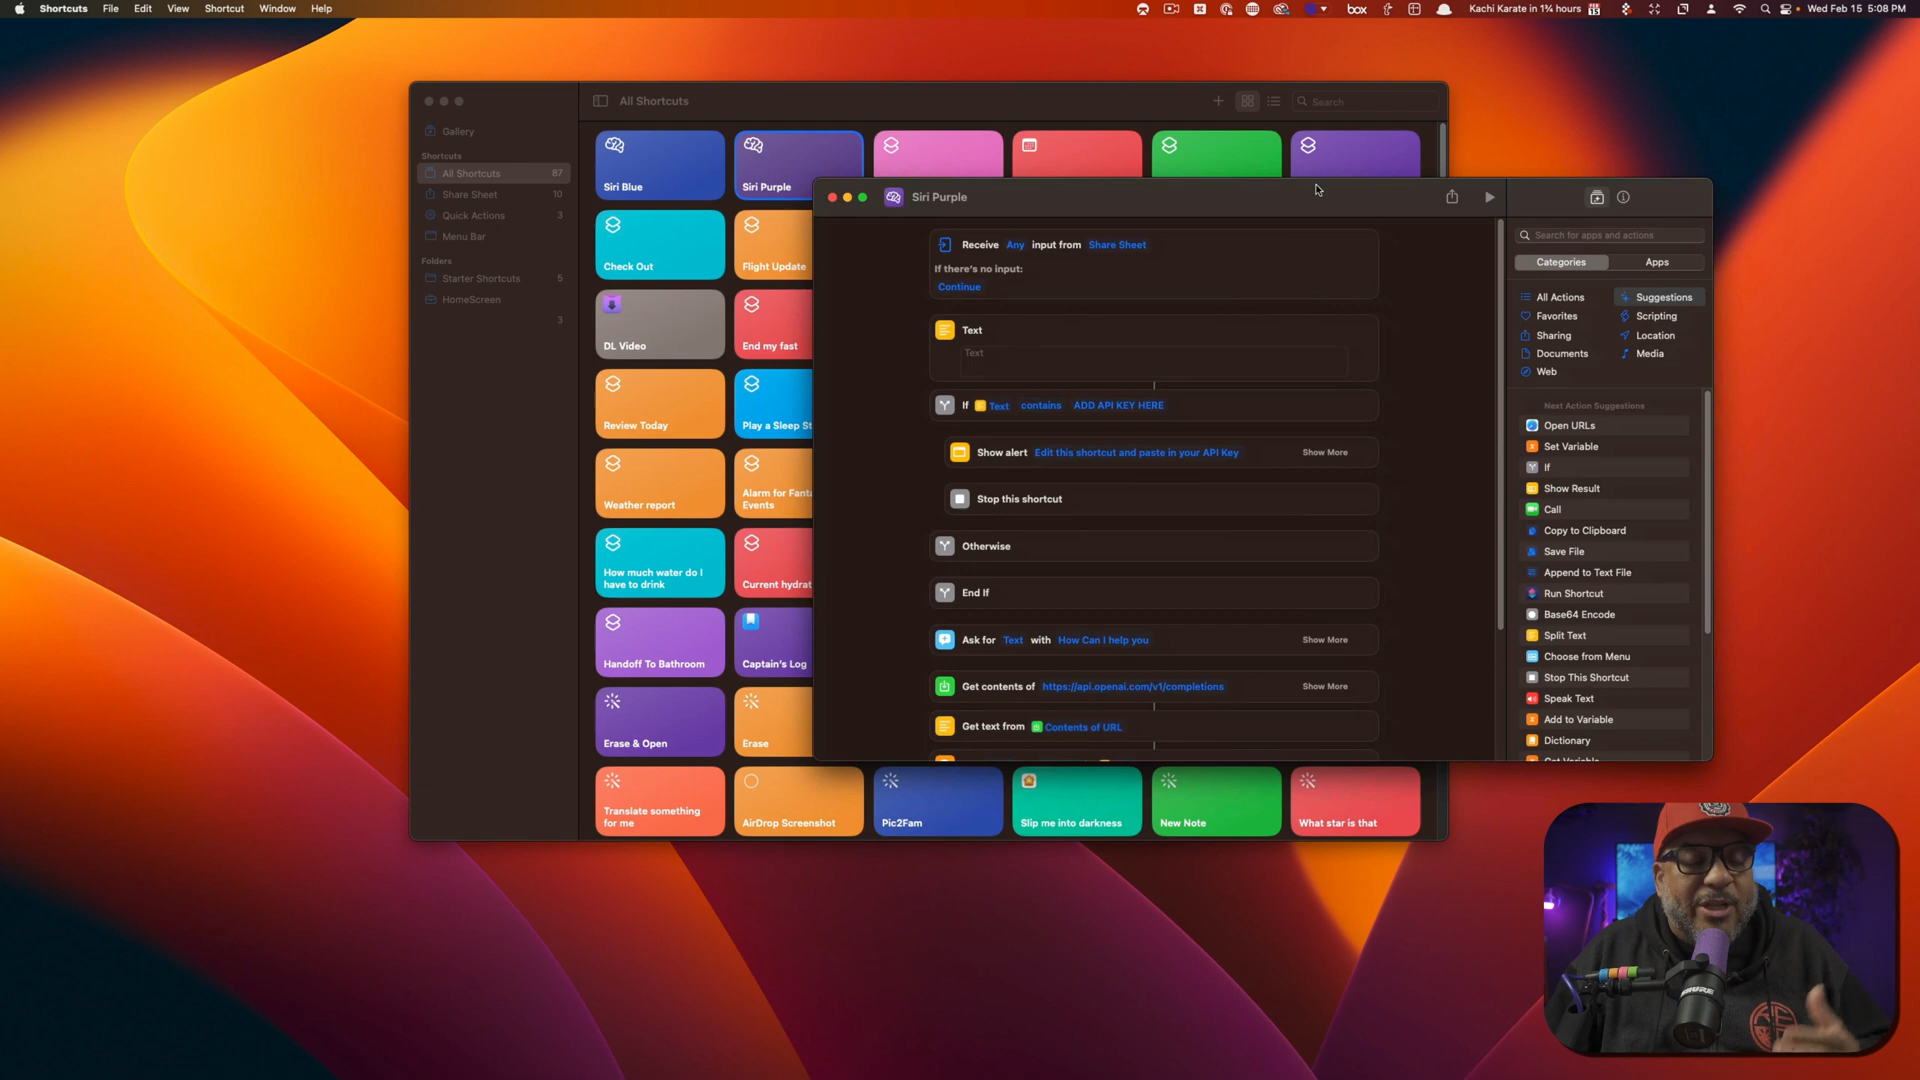 Shortcuts File Edit View Shortcut Window Help
box
Kachi Karate in 1¾ hours
FEB
15
Wed Feb 15 5:08 PM
All Shortcuts
Search
Gallery
Shortcuts
All Shortcuts 87
Share Sheet 10
Quick Actions 3
Menu Bar
Folders
Starter Shortcuts 5
HomeScreen
3
Siri Blue
Siri Purple
Check Out
Flight Update
DL Video
End my fast
Review Today
Play a Sleep St
Weather report
Alarm for Fanta
Events
How much water do I
have to drink
Current hydrat
Handoff To Bathroom
Captain's Log
Erase & Open
Erase
Translate something
for me
AirDrop Screenshot
Pic2Fam
Slip me into darkness
New Note
What star is that
Siri Purple
Receive Any input from Share Sheet
If there's no input:
Continue
Text
Text
If Text contains ADD API KEY HERE
Show alert Edit this shortcut and paste in your API Key Show More
Stop this shortcut
Otherwise
End If
Ask for Text with How Can I help you Show More
Get contents of https://api.openai.com/v1/completions Show More
Get text from Contents of URL
Search for apps and actions
Categories Apps
All Actions Suggestions
Favorites Scripting
Sharing Location
Documents Media
Web
Next Action Suggestions
Open URLs
Set Variable
If
Show Result
Call
Copy to Clipboard
Save File
Append to Text File
Run Shortcut
Base64 Encode
Split Text
Choose from Menu
Stop This Shortcut
Speak Text
Add to Variable
Dictionary
Get Variable
SHURE